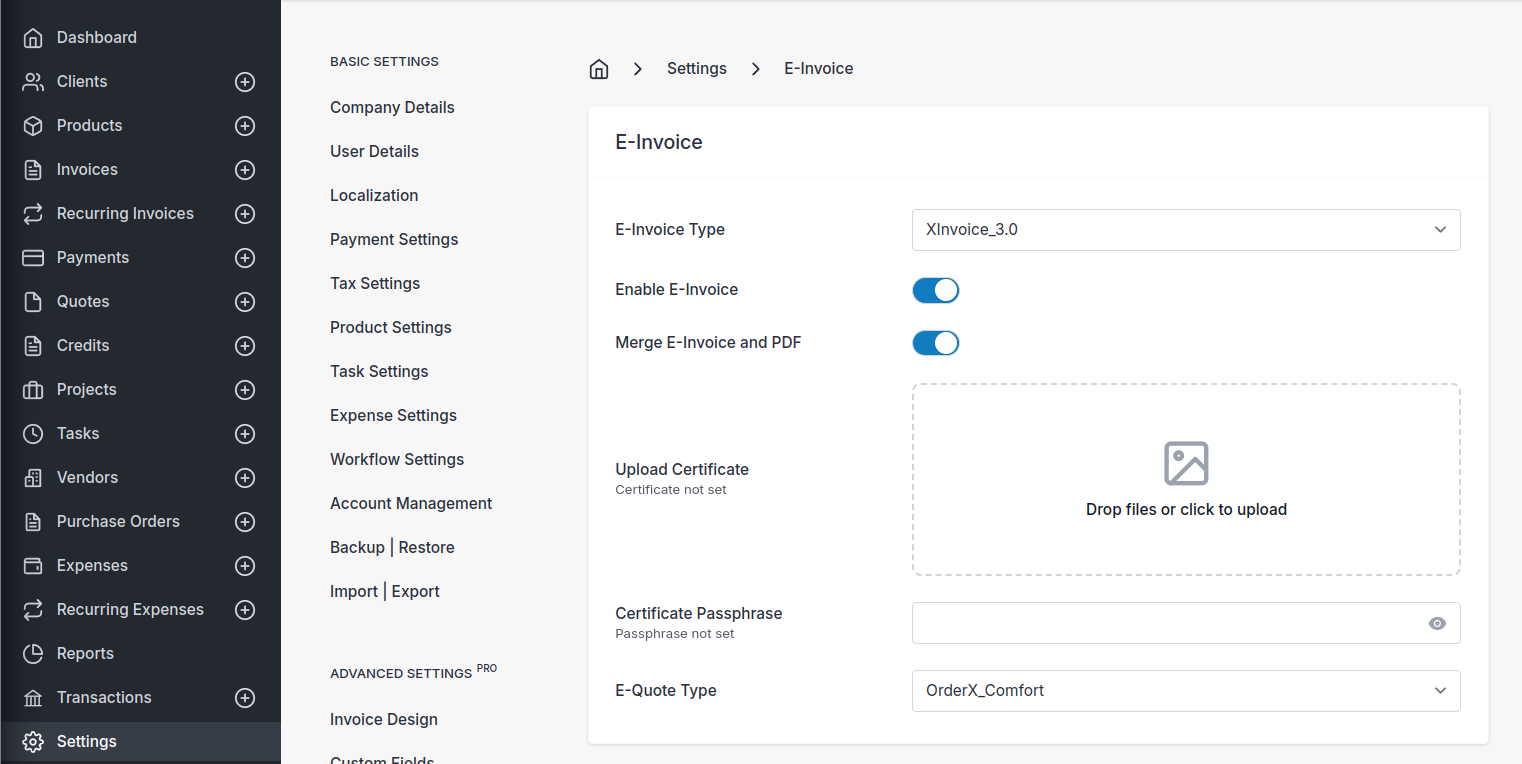 Dashboard
Clients
Products
Invoices
Recurring Invoices
Payments
Quotes
Credits
Projects
Tasks
Vendors
Purchase Orders
Expenses
Recurring Expenses
Reports
Transactions
Settings
BASIC SETTINGS
Company Details
User Details
Localization
Payment Settings
Tax Settings
Product Settings
Task Settings
Expense Settings
Workflow Settings
Account Management
Backup | Restore
Import | Export
ADVANCED SETTINGS PRO
Invoice Design
Custom Fields
Settings
E-Invoice
E-Invoice
E-Invoice Type
XInvoice_3.0
Enable E-Invoice
Merge E-Invoice and PDF
Upload Certificate
Certificate not set
Drop files or click to upload
Certificate Passphrase
Passphrase not set
E-Quote Type
OrderX_Comfort